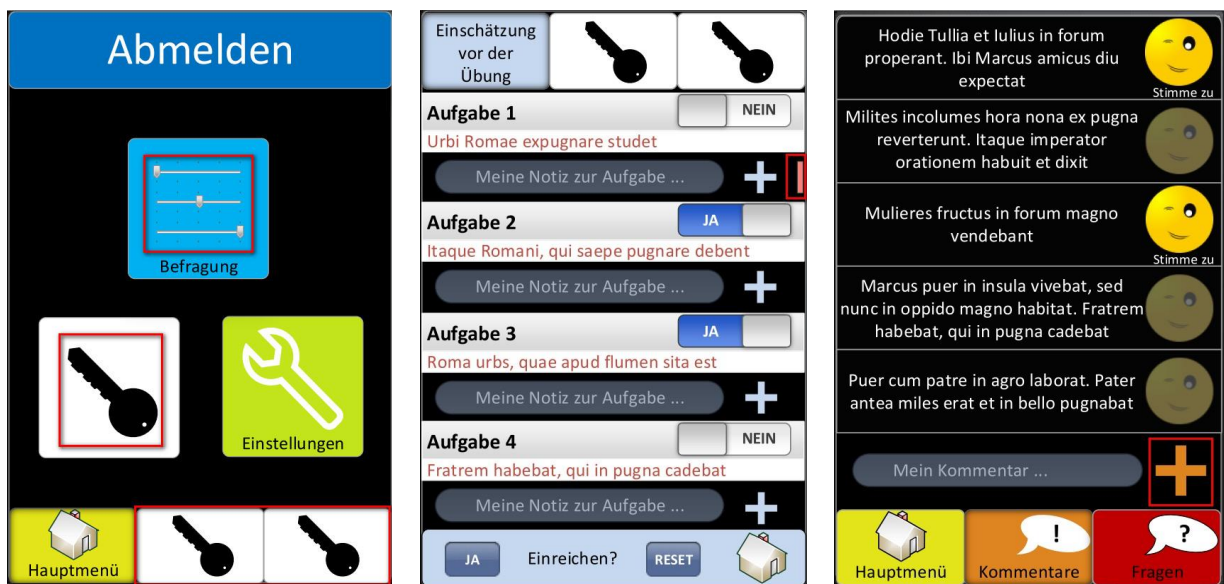 Abmelden
Befragung
Einstellungen
Hauptmenü
Einschätzung
vor der
Übung
Aufgabe 1 NEIN
Urbi Romae expugnare studet
Meine Notiz zur Aufgabe ...
Aufgabe 2 JA
Itaque Romani, qui saepe pugnare debent
Meine Notiz zur Aufgabe ...
Aufgabe 3 JA
Roma urbs, quae apud flumen sita est
Meine Notiz zur Aufgabe ...
Aufgabe 4 NEIN
Fratrem habebat, qui in pugna cadebat
Meine Notiz zur Aufgabe ...
JA Einreichen? RESET
Hodie Tullia et Iulius in forum
properant. Ibi Marcus amicus diu
expectat
Stimme zu
Milites incolumes hora nona ex pugna
reverterunt. Itaque imperator
orationem habuit et dixit
Mulieres fructus in forum magno
vendebant
Stimme zu
Marcus puer in insula vivebat, sed
nunc in oppido magno habitat. Fratrem
habebat, qui in pugna cadebat
Puer cum patre in agro laborat. Pater
antea miles erat et in bello pugnabat
Mein Kommentar ...
! ?
Hauptmenü Kommentare Fragen